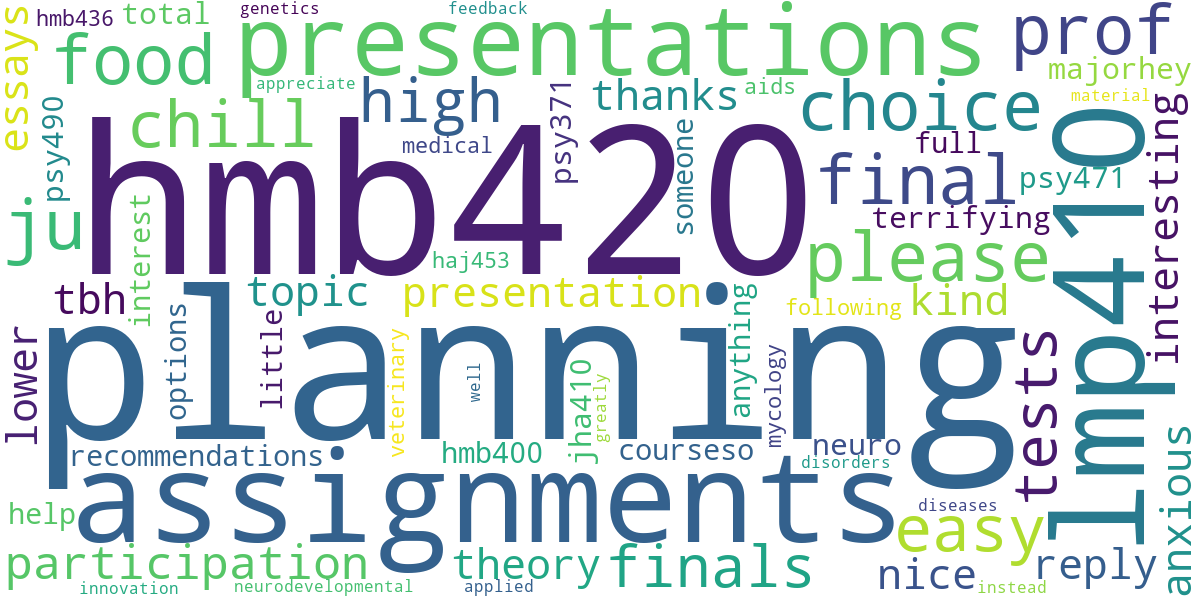 hmb436
total
genetics
feedback
essays
food
presentations
prof
majorhey
appreciate
high
thanks
aids
choice
material
chill
psy490
medical
psy371
someone
full
final
psy471
lmp410
interesting
ju
hmb420
terrifying
please
interest
haj453
tbh
topic
presentation
anything
following
kind
planning
lower
options
little
veterinary
well
jha410
greatly
mycology
tests
recommendations
hmb400
courseso
neuro
disorders
anxious
help
assignments
diseases
easy
participation
theory
finals
nice
reply
innovation
neurodevelopmental
applied
instead